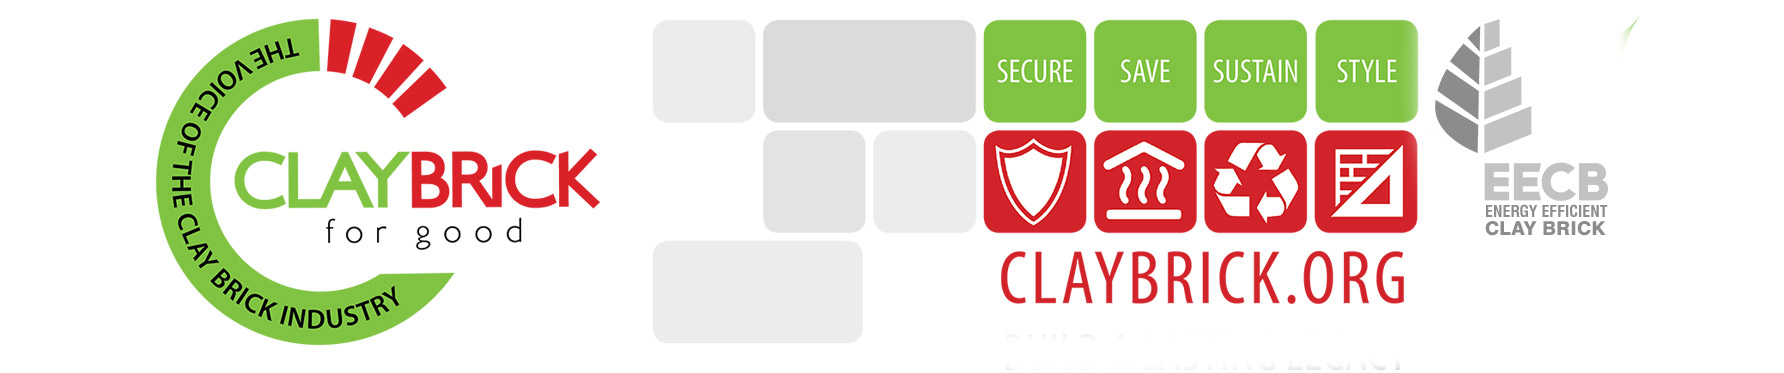 THE VOICE OF THE CLAY BRICK INDUSTRY
CLAYBRiCK
for good
SECURE
SAVE
SUSTAIN
STYLE
CLAYBRICK.ORG
EECB
ENERGY EFFICIENT
CLAY BRICK